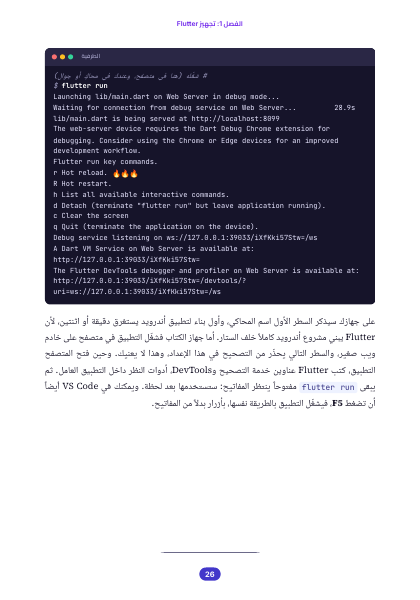 الفصل 1: تجهيز Flutter
الطرفية
# شغّله (هنا في متصفح، وعندك في محاكٍ أو جوال)
$ flutter run
Launching lib/main.dart on Web Server in debug mode...
Waiting for connection from debug service on Web Server... 28.9s
lib/main.dart is being served at http://localhost:8099
The web-server device requires the Dart Debug Chrome extension for
debugging. Consider using the Chrome or Edge devices for an improved
development workflow.
Flutter run key commands.
r Hot reload. 🔥🔥🔥
R Hot restart.
h List all available interactive commands.
d Detach (terminate "flutter run" but leave application running).
c Clear the screen
q Quit (terminate the application on the device).
Debug service listening on ws://127.0.0.1:39033/iXfKki57Stw=/ws
A Dart VM Service on Web Server is available at:
http://127.0.0.1:39033/iXfKki57Stw=
The Flutter DevTools debugger and profiler on Web Server is available at:
http://127.0.0.1:39033/iXfKki57Stw=/devtools/?
uri=ws://127.0.0.1:39033/iXfKki57Stw=/ws
على جهازك سيذكر السطر الأول اسم المحاكي، وأول بناء لتطبيق أندرويد يستغرق دقيقة أو اثنتين، لأن
Flutter يبني مشروع أندرويد كاملاً خلف الستار. أما جهاز الكتاب فشغّل التطبيق في متصفح على خادم
ويب صغير، والسطر التالي يحذّر من التصحيح في هذا الإعداد، وهذا لا يعنيك. وحين فتح المتصفح
التطبيق، كتب Flutter عناوين خدمة التصحيح وDevTools، أدوات النظر داخل التطبيق العامل. ثم
يبقى flutter run مفتوحاً ينتظر المفاتيح: ستستخدمها بعد لحظة. ويمكنك في VS Code أيضاً
أن تضغط F5، فيشغّل التطبيق بالطريقة نفسها، بأزرار بدلاً من المفاتيح.
26